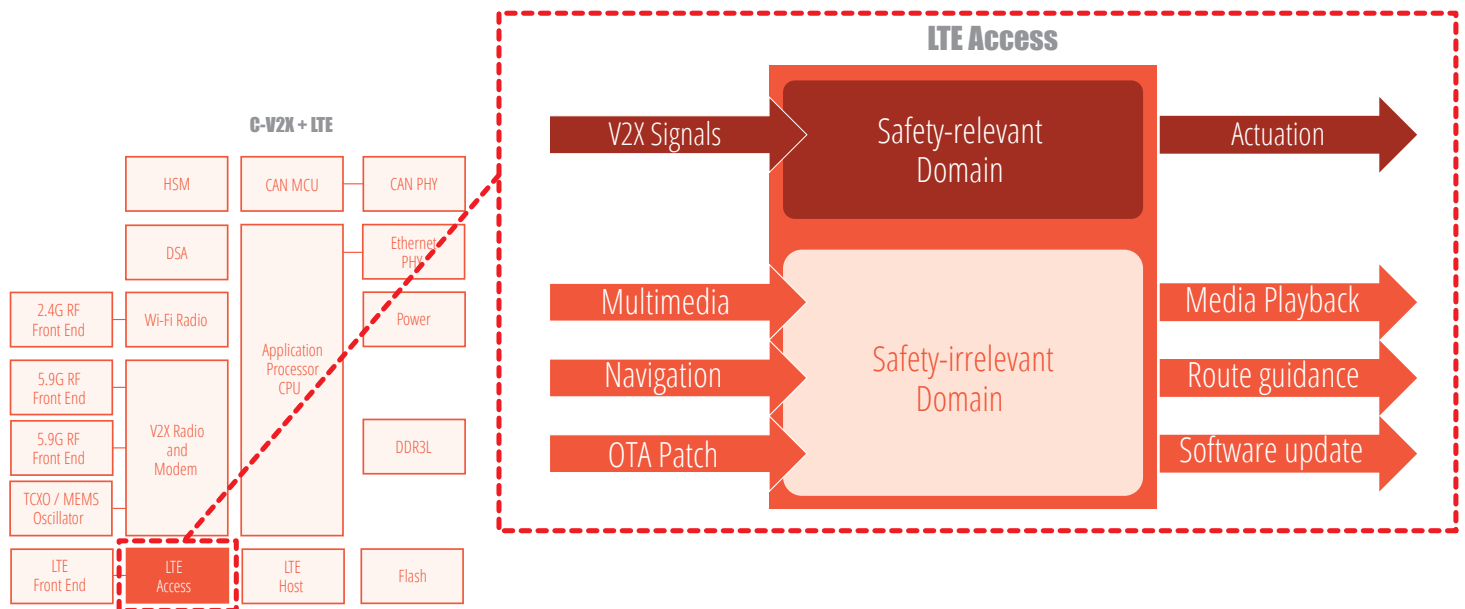 C-V2X + LTE
HSM
CAN MCU
CAN PHY
DSA
Ethernet
PHY
2.4G RF
Front End
Wi-Fi Radio
Power
Application
Processor
CPU
5.9G RF
Front End
V2X Radio
and
Modem
5.9G RF
Front End
DDR3L
TCXO / MEMS
Oscillator
LTE
Front End
LTE
Access
LTE
Host
Flash
LTE Access
V2X Signals
Safety-relevant
Domain
Actuation
Multimedia
Navigation
OTA Patch
Safety-irrelevant
Domain
Media Playback
Route guidance
Software update